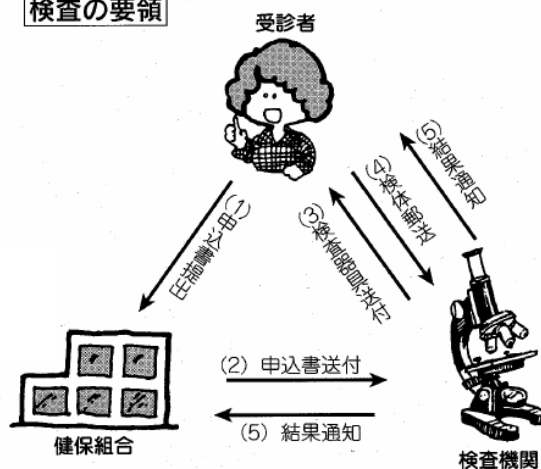 検査の要領
受診者
(1)申込書提出
(3)検査器具送付
(4)検体郵送
(5)結果通知
(2) 申込書送付
(5) 結果通知
健保組合
検査機関